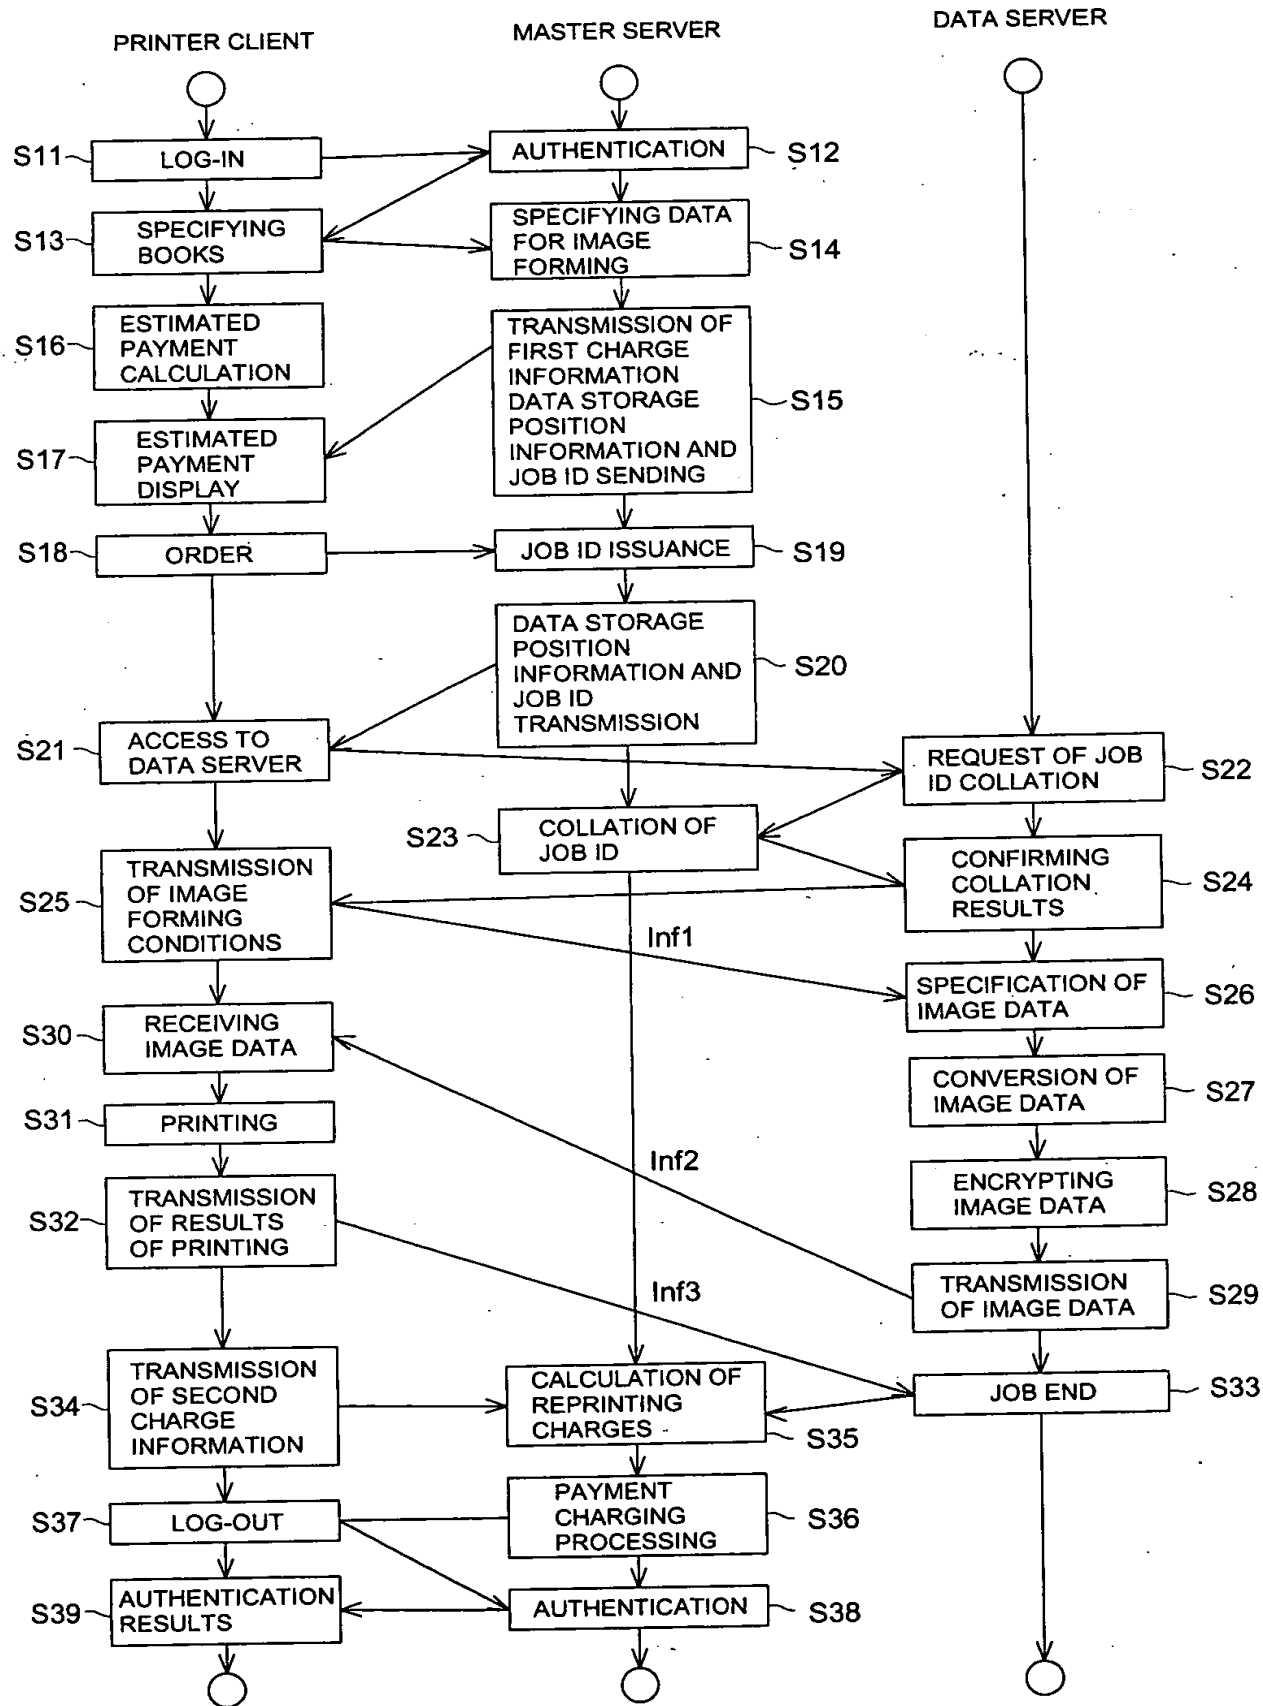 PRINTER CLIENT
MASTER SERVER
DATA SERVER
S11
LOG-IN
AUTHENTICATION
S12
S13
SPECIFYING
BOOKS
SPECIFYING DATA
FOR IMAGE
FORMING
S14
S16
ESTIMATED
PAYMENT
CALCULATION
TRANSMISSION OF
FIRST CHARGE
INFORMATION
DATA STORAGE
POSITION
INFORMATION AND
JOB ID SENDING
S15
S17
ESTIMATED
PAYMENT
DISPLAY
S18
ORDER
JOB ID ISSUANCE
S19
DATA STORAGE
POSITION
INFORMATION AND
JOB ID
TRANSMISSION
S20
S21
ACCESS TO
DATA SERVER
REQUEST OF JOB
ID COLLATION
S22
S23
COLLATION OF
JOB ID
CONFIRMING
COLLATION
RESULTS
S24
S25
TRANSMISSION
OF IMAGE
FORMING
CONDITIONS
Inf1
SPECIFICATION OF
IMAGE DATA
S26
S30
RECEIVING
IMAGE DATA
CONVERSION OF
IMAGE DATA
S27
S31
PRINTING
Inf2
ENCRYPTING
IMAGE DATA
S28
S32
TRANSMISSION
OF RESULTS
OF PRINTING
Inf3
TRANSMISSION
OF IMAGE DATA
S29
S34
TRANSMISSION
OF SECOND
CHARGE
INFORMATION
CALCULATION OF
REPRINTING
CHARGES
S35
JOB END
S33
S37
LOG-OUT
PAYMENT
CHARGING
PROCESSING
S36
S39
AUTHENTICATION
RESULTS
AUTHENTICATION
S38